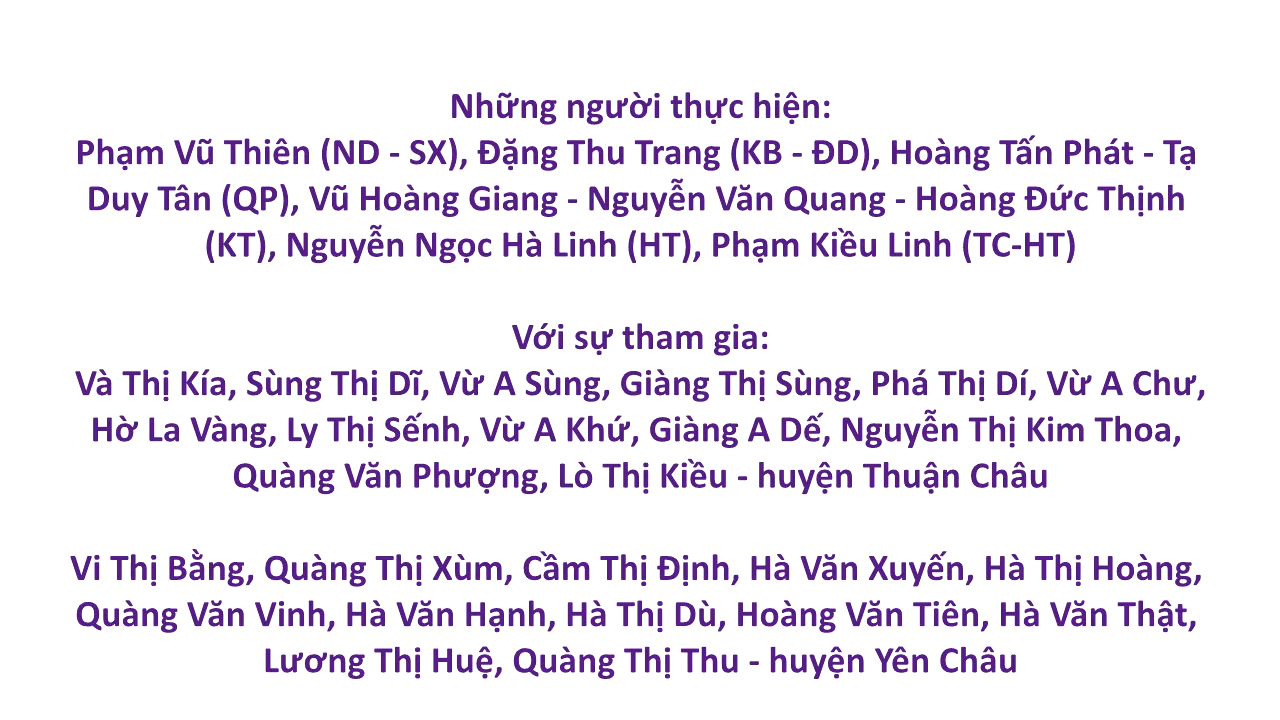 Những người thực hiện:
Phạm Vũ Thiên (ND - SX), Đặng Thu Trang (KB - ĐD), Hoàng Tấn Phát - Tạ
Duy Tân (QP), Vũ Hoàng Giang - Nguyễn Văn Quang - Hoàng Đức Thịnh
(KT), Nguyễn Ngọc Hà Linh (HT), Phạm Kiều Linh (TC-HT)
Với sự tham gia:
Và Thị Kía, Sùng Thị Dĩ, Vừ A Sùng, Giàng Thị Sùng, Phá Thị Dí, Vừ A Chư,
Hờ La Vàng, Ly Thị Sếnh, Vừ A Khứ, Giàng A Dế, Nguyễn Thị Kim Thoa,
Quàng Văn Phượng, Lò Thị Kiều - huyện Thuận Châu
Vi Thị Bằng, Quàng Thị Xùm, Cầm Thị Định, Hà Văn Xuyến, Hà Thị Hoàng,
Quàng Văn Vinh, Hà Văn Hạnh, Hà Thị Dù, Hoàng Văn Tiên, Hà Văn Thật,
Lương Thị Huệ, Quàng Thị Thu - huyện Yên Châu